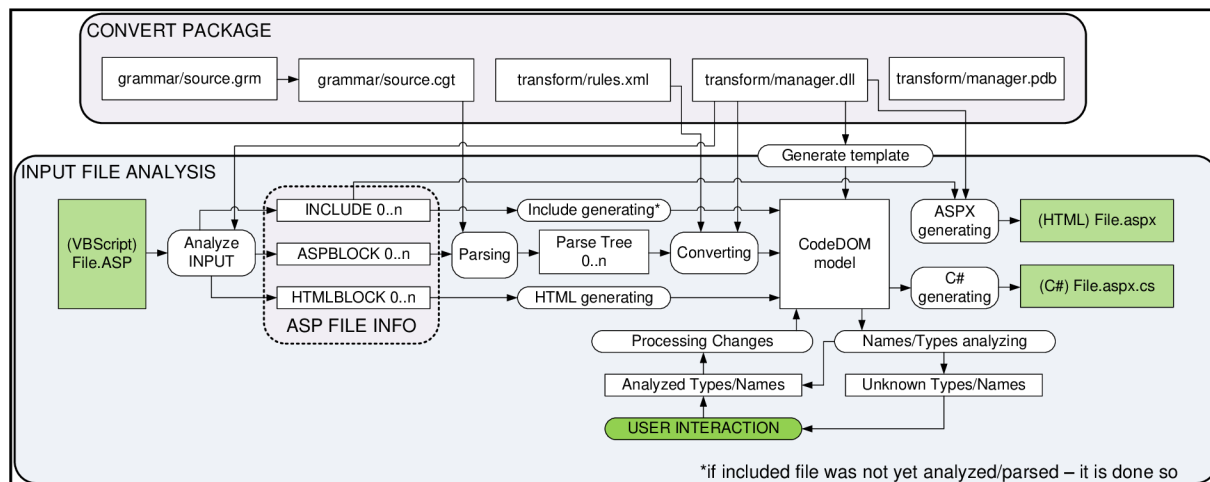 CONVERT PACKAGE
grammar/source.grm
grammar/source.cgt
transform/rules.xml
transform/manager.dll
transform/manager.pdb
Generate template
INPUT FILE ANALYSIS
(VBScript)
File.ASP
Analyze
INPUT
INCLUDE 0..n
ASPBLOCK 0..n
HTMLBLOCK 0..n
ASP FILE INFO
Include generating*
Parsing
Parse Tree
0..n
Converting
HTML generating
CodeDOM
model
ASPX
generating
(HTML) File.aspx
C#
generating
(C#) File.aspx.cs
Processing Changes
Names/Types analyzing
Analyzed Types/Names
Unknown Types/Names
USER INTERACTION
*if included file was not yet analyzed/parsed – it is done so